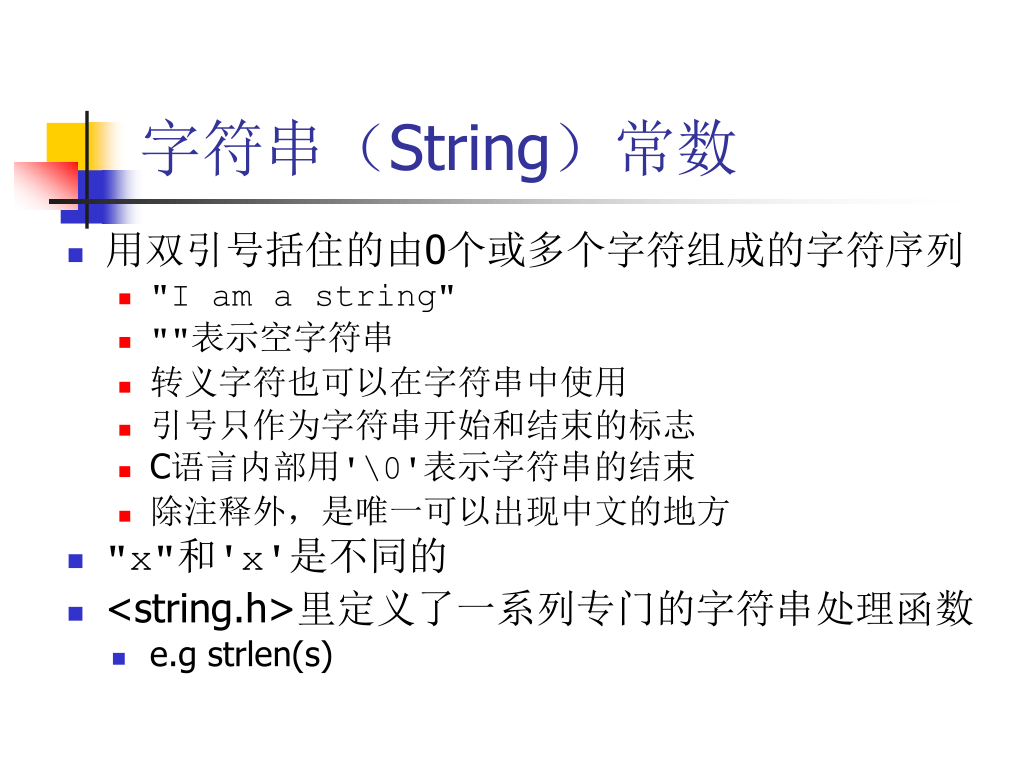 字符串（String）常数
用双引号括住的由0个或多个字符组成的字符序列
"I am a string"
""表示空字符串
转义字符也可以在字符串中使用
引号只作为字符串开始和结束的标志
C语言内部用'\0'表示字符串的结束
除注释外，是唯一可以出现中文的地方
"x"和'x'是不同的
<string.h>里定义了一系列专门的字符串处理函数
e.g strlen(s)